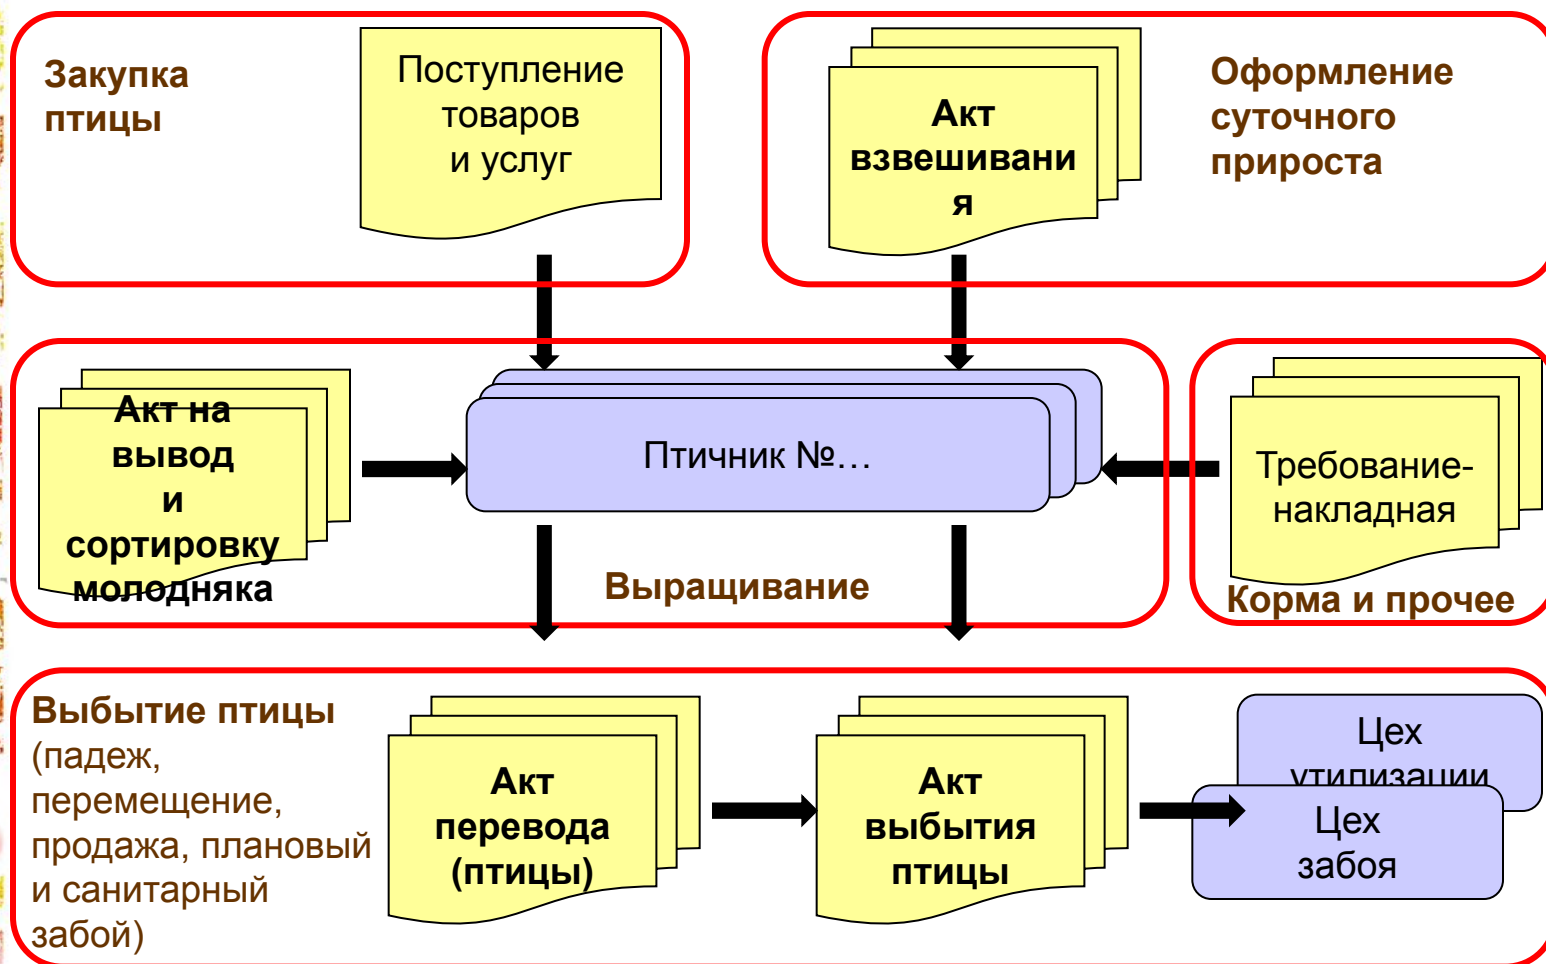 Закупка
птицы
Поступление
товаров
и услуг
Акт
взвешивани
я
Оформление
суточного
прироста
Акт на
вывод
и
сортировку
молодняка
Птичник №…
Требование-
накладная
Выращивание
Корма и прочее
Выбытие птицы
(падеж,
перемещение,
продажа, плановый
и санитарный
забой)
Акт
перевода
(птицы)
Акт
выбытия
птицы
Цех
утилизации
Цех
забоя